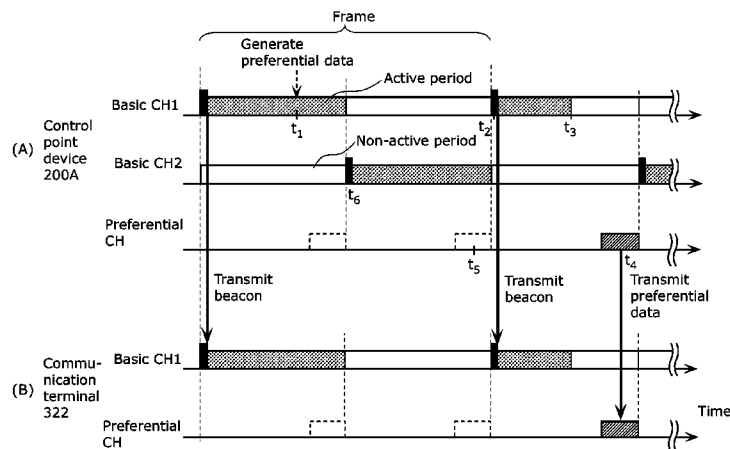 Frame
Generate
preferential data
Active period
Basic CH1
t1
t2
t3
(A)
Control
point
device
200A
Non-active period
Basic CH2
t6
Preferential
CH
t5
t4
Transmit
beacon
Transmit
beacon
Transmit
preferential
data
Basic CH1
(B)
Commu-
nication
terminal
322
Time
Preferential
CH